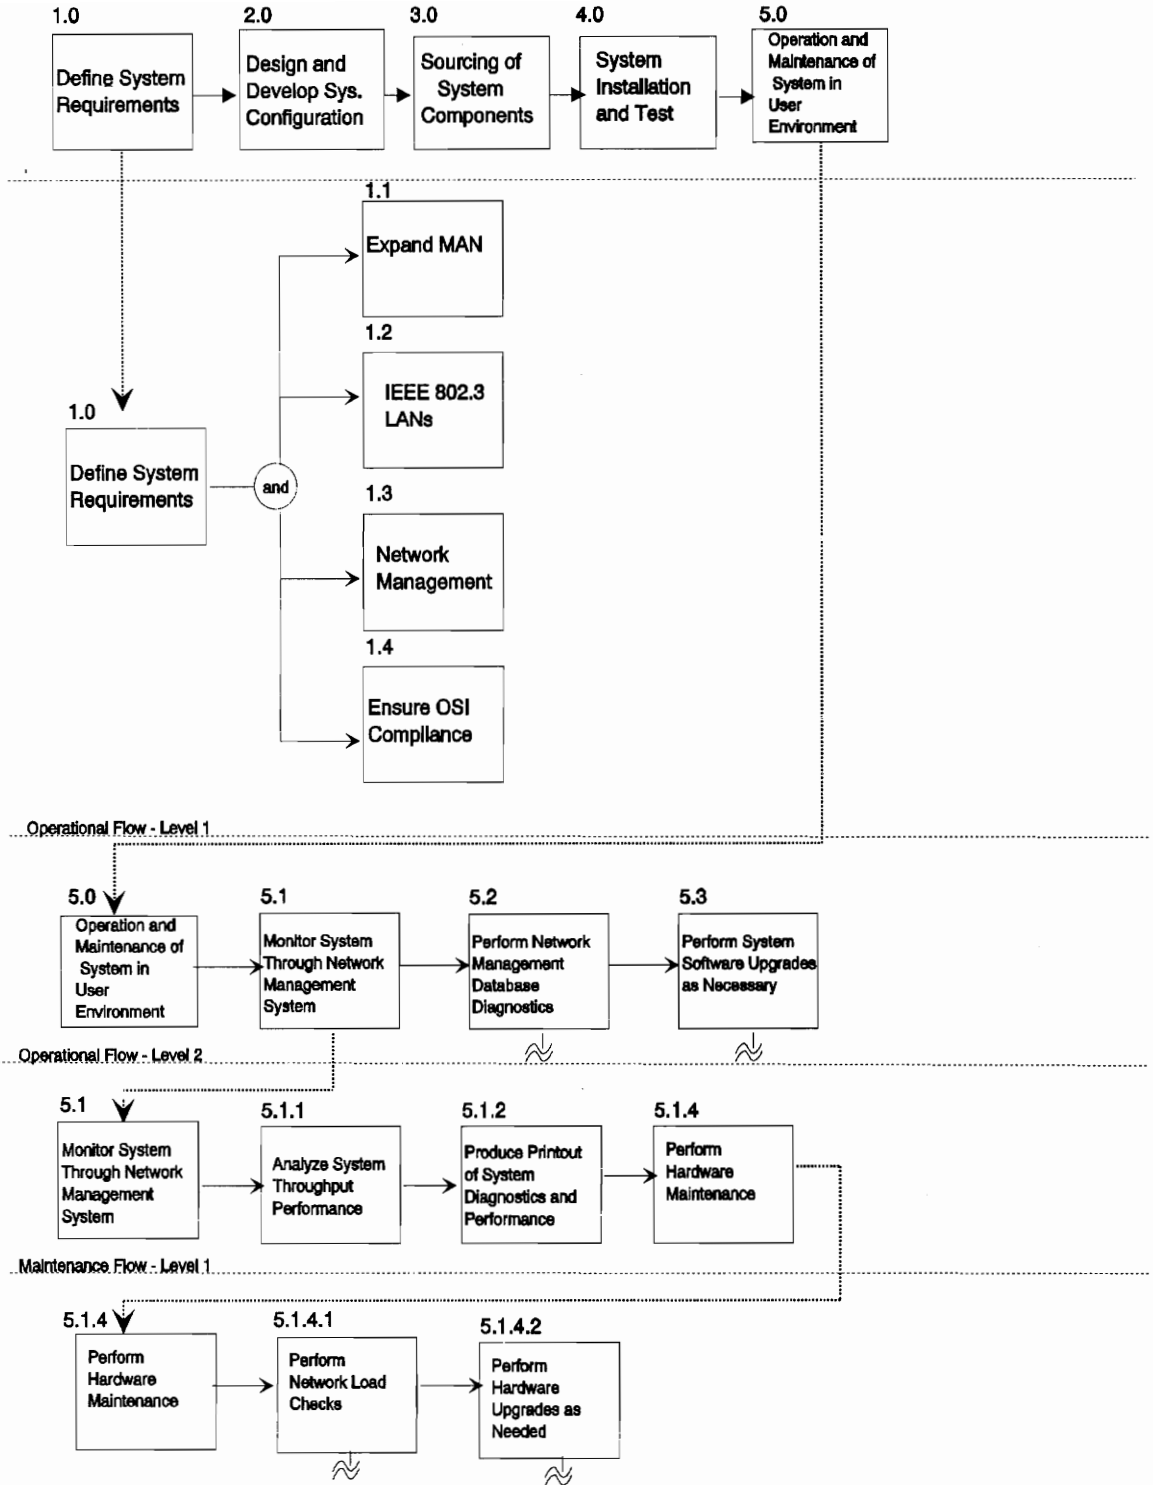 1.0
2.0
3.0
4.0
5.0
Define System
Requirements
Design and
Develop Sys.
Configuration
Sourcing of
System
Components
System
Installation
and Test
Operation and
Maintenance of
System in
User
Environment
1.1
Expand MAN
1.2
IEEE 802.3
LANs
1.0
Define System
Requirements
and
1.3
Network
Management
1.4
Ensure OSI
Compliance
Operational Flow - Level 1
5.0
Operation and
Maintenance of
System in
User
Environment
5.1
Monitor System
Through Network
Management
System
5.2
Perform Network
Management
Database
Diagnostics
5.3
Perform System
Software Upgrades
as Necessary
Operational Flow - Level 2
5.1
Monitor System
Through Network
Management
System
5.1.1
Analyze System
Throughput
Performance
5.1.2
Produce Printout
of System
Diagnostics and
Performance
5.1.4
Perform
Hardware
Maintenance
Maintenance Flow - Level 1
5.1.4
Perform
Hardware
Maintenance
5.1.4.1
Perform
Network Load
Checks
5.1.4.2
Perform
Hardware
Upgrades as
Needed